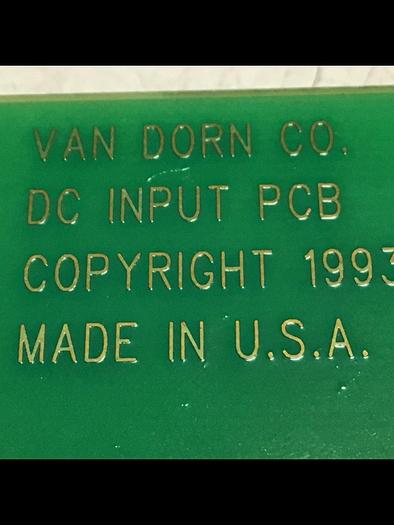 VAN DORN CO.
DC INPUT PCB
COPYRIGHT 1993
MADE IN U.S.A.